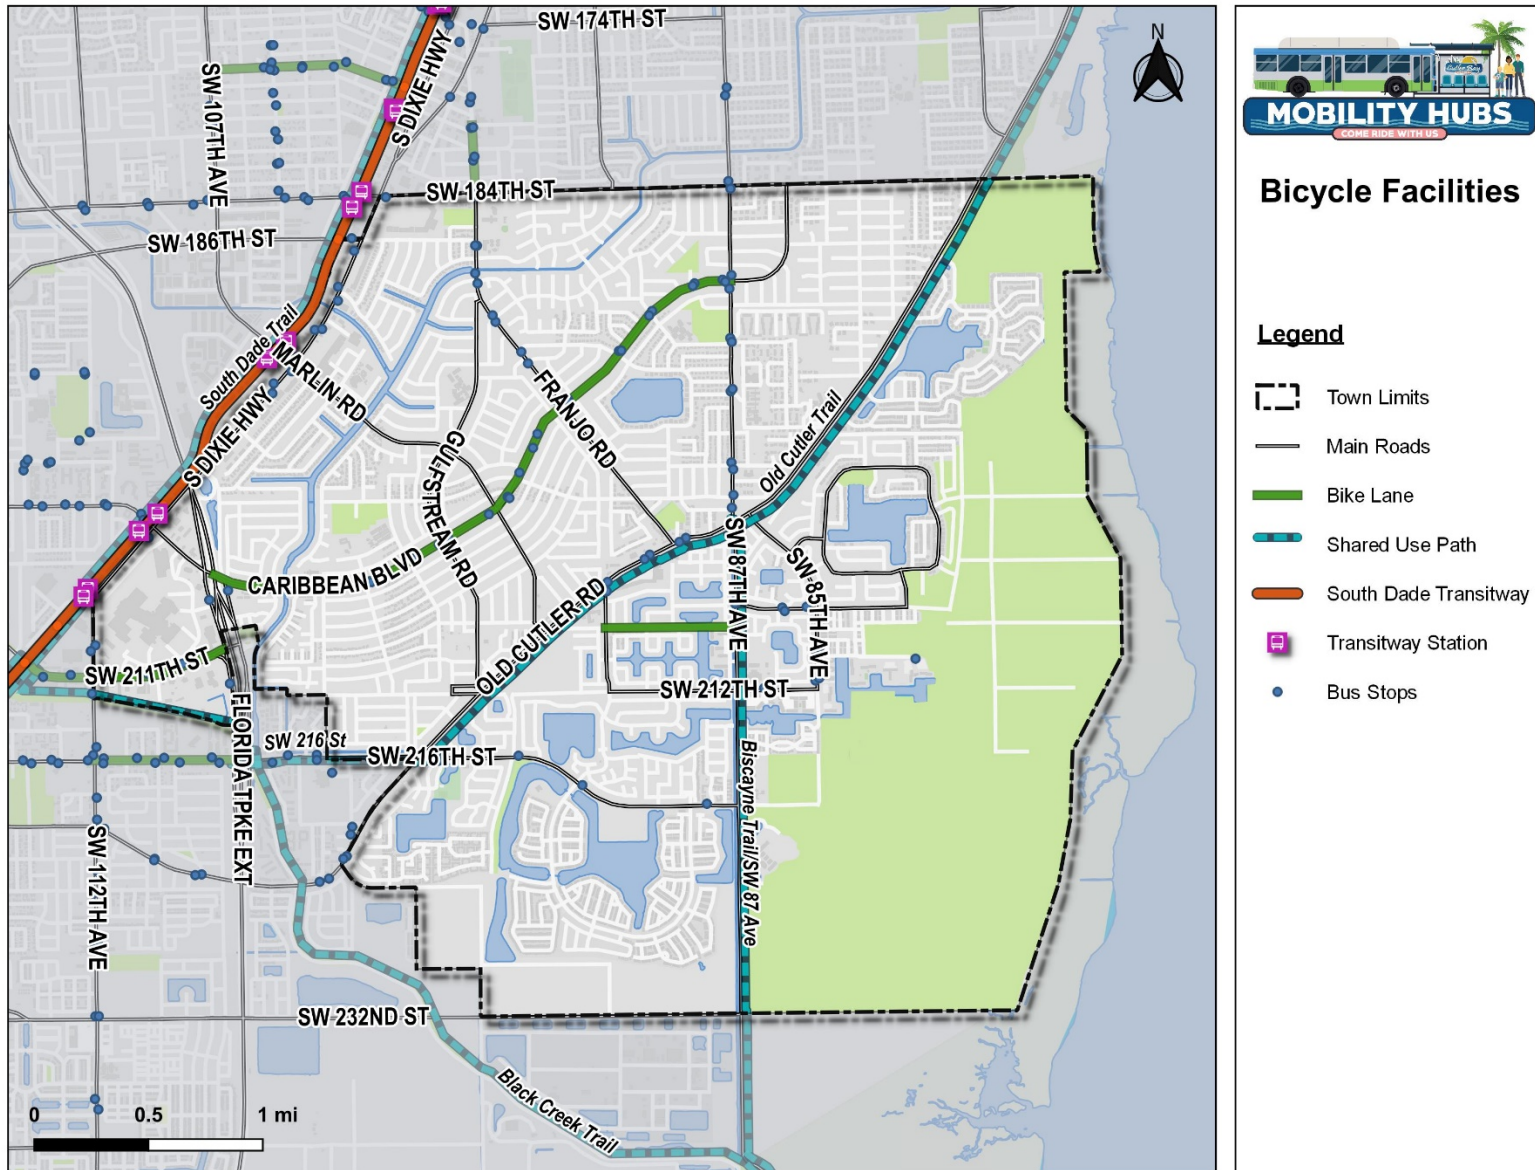 SW 174TH ST
N
S DIXIE HWY
SW 107TH AVE
SW 184TH ST
SW 186TH ST
South Dade Trail
MARLIN RD
S DIXIE HWY
FRANJO RD
GULFSTREAM RD
Old Cutler Trail
CARIBBEAN BLVD
SW 87TH AVE
SW 85TH AVE
OLD CUTLER RD
SW 211TH ST
SW 212TH ST
FLORIDA TPKE EXT
SW 216 St
SW 216TH ST
Biscayne Trail/SW 87 Ave
SW 112TH AVE
SW 232ND ST
Black Creek Trail
0 0.5 1 mi
MOBILITY HUBS
COME RIDE WITH US
Bicycle Facilities
Legend
Town Limits
Main Roads
Bike Lane
Shared Use Path
South Dade Transitway
Transitway Station
Bus Stops